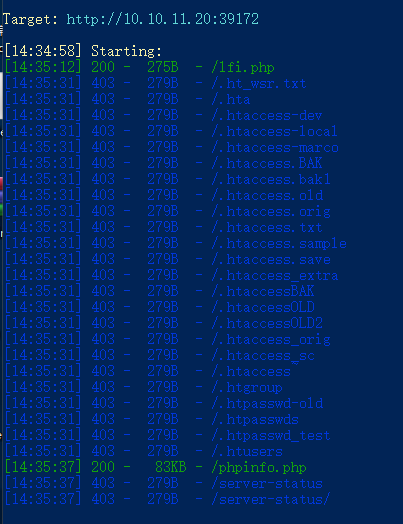 Target: http://10.10.11.20:39172
[14:34:58] Starting:
[14:35:12] 200 - 275B - /lfi.php
[14:35:31] 403 - 279B - /.ht_wsr.txt
[14:35:31] 403 - 279B - /.hta
[14:35:31] 403 - 279B - /.htaccess-dev
[14:35:31] 403 - 279B - /.htaccess-local
[14:35:31] 403 - 279B - /.htaccess-marco
[14:35:31] 403 - 279B - /.htaccess.BAK
[14:35:31] 403 - 279B - /.htaccess.bak1
[14:35:31] 403 - 279B - /.htaccess.old
[14:35:31] 403 - 279B - /.htaccess.orig
[14:35:31] 403 - 279B - /.htaccess.txt
[14:35:31] 403 - 279B - /.htaccess.sample
[14:35:31] 403 - 279B - /.htaccess.save
[14:35:31] 403 - 279B - /.htaccess_extra
[14:35:31] 403 - 279B - /.htaccessBAK
[14:35:31] 403 - 279B - /.htaccessOLD
[14:35:31] 403 - 279B - /.htaccessOLD2
[14:35:31] 403 - 279B - /.htaccess_orig
[14:35:31] 403 - 279B - /.htaccess_sc
[14:35:31] 403 - 279B - /.htaccess
[14:35:31] 403 - 279B - /.htgroup
[14:35:31] 403 - 279B - /.htpasswd-old
[14:35:31] 403 - 279B - /.htpasswds
[14:35:31] 403 - 279B - /.htpasswd_test
[14:35:31] 403 - 279B - /.htusers
[14:35:37] 200 - 83KB - /phpinfo.php
[14:35:37] 403 - 279B - /server-status
[14:35:37] 403 - 279B - /server-status/